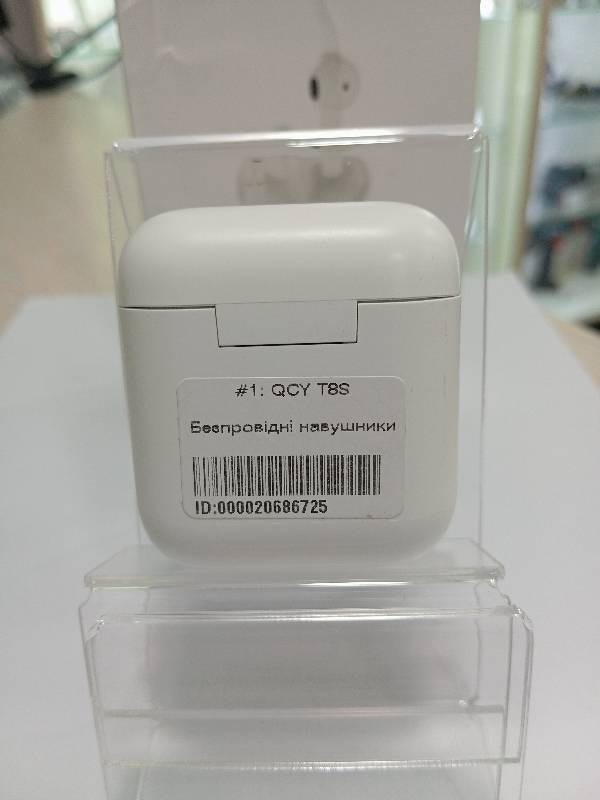 #1: QCY T8S
Безпровідні навушники
ID:000020686725